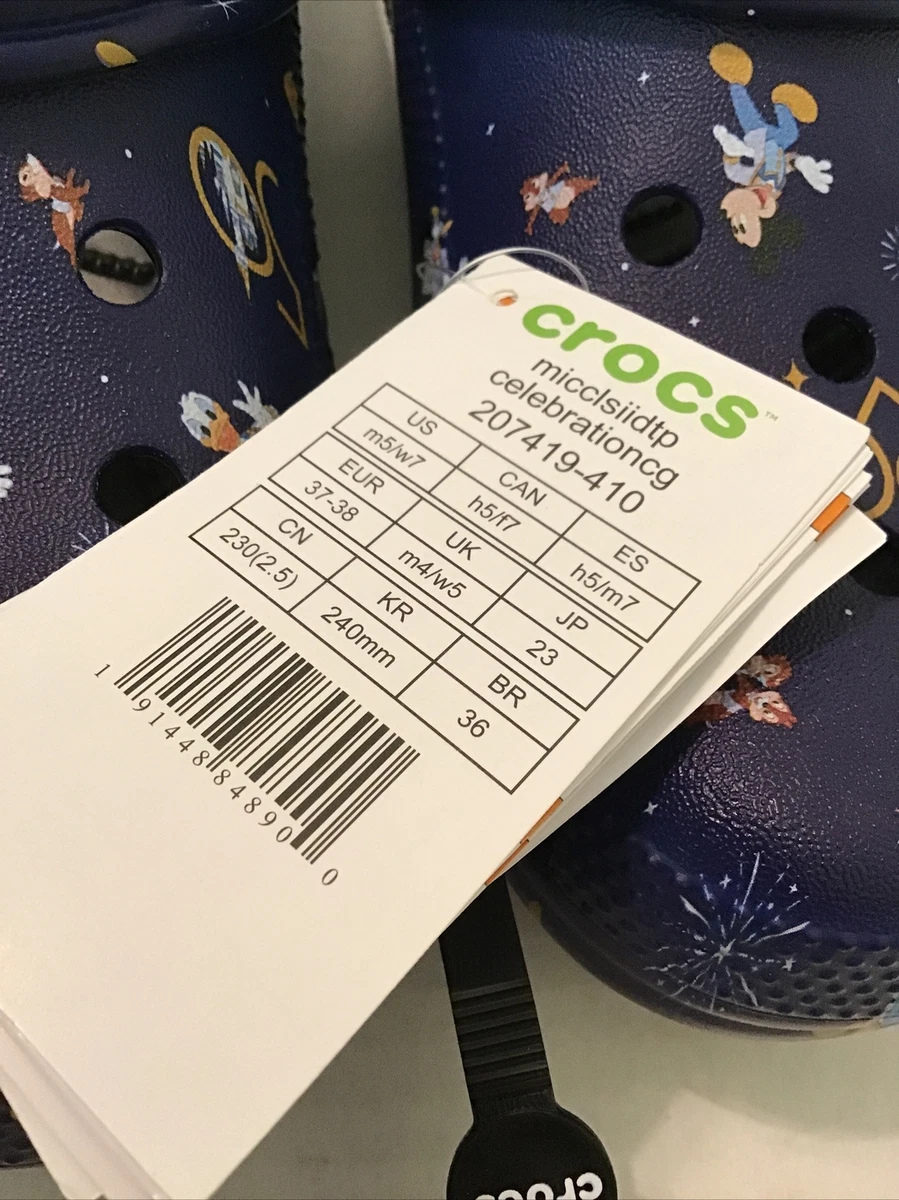 crocs™
micclsiidtp
celebrationcg
207419-410
US CAN ES
m5/w7 h5/f7 h5/m7
EUR UK JP
37-38 m4/w5 23
CN KR BR
230(2.5) 240mm 36
1 91448 84890 0
crocs